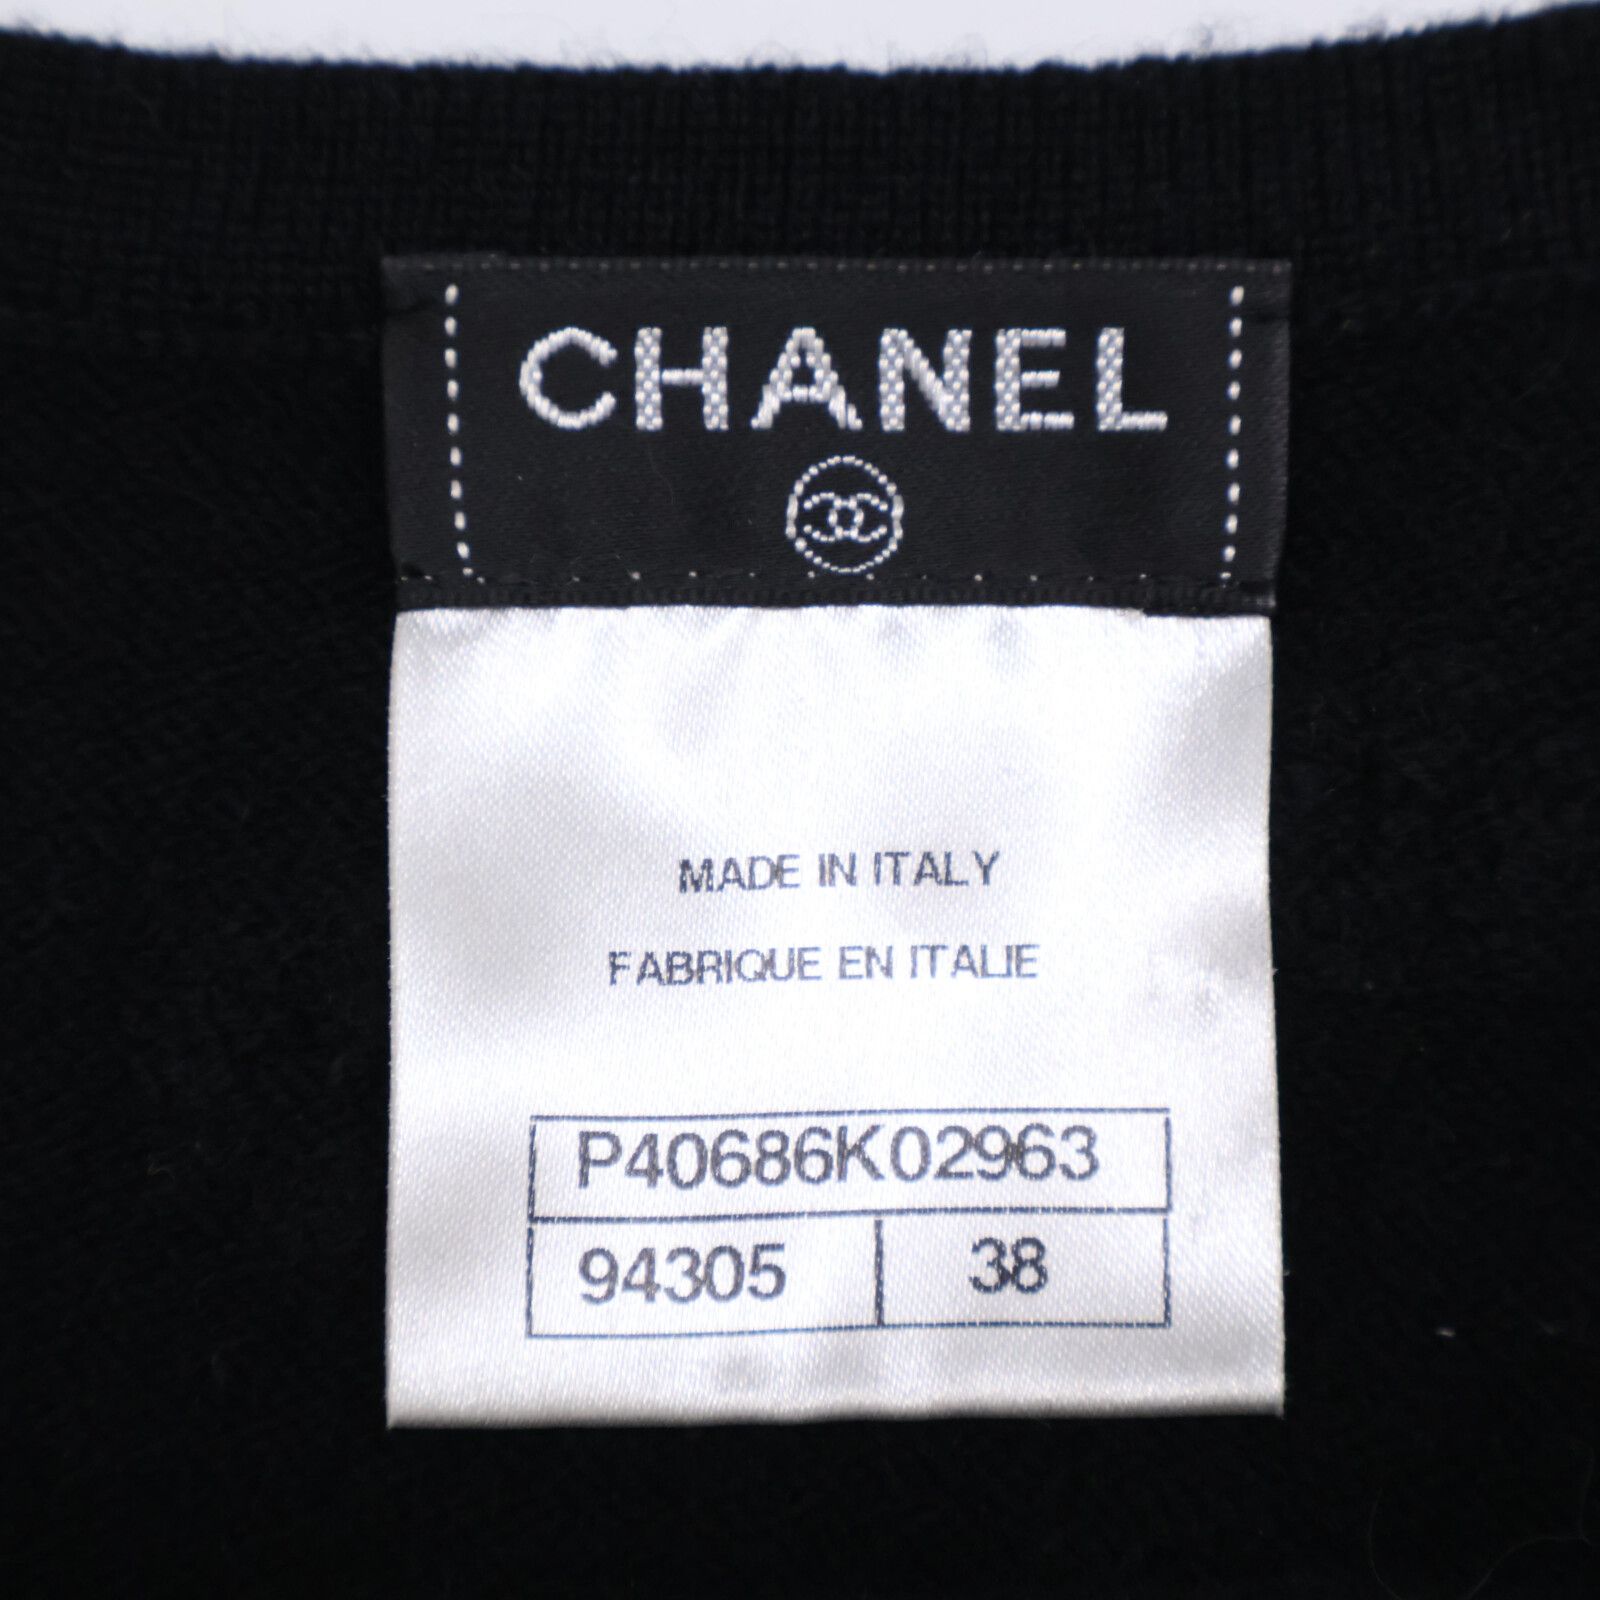 CHANEL
MADE IN ITALY
FABRIQUE EN ITALIE
P40686K02963
94305 38